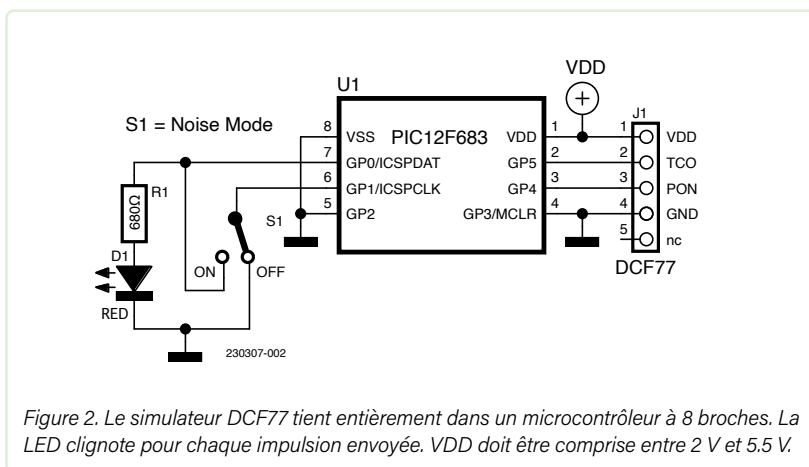 VDD
U1
S1 = Noise Mode
PIC12F683
J1
8 VSS VDD 1 1 VDD
7 GP0/ICSPDAT GP5 2 2 TCO
6 GP1/ICSPCLK GP4 3 3 PON
5 GP2 GP3/MCLR 4 4 GND
5 nc
DCF77
R1
680Ω
S1
D1
ON OFF
RED
230307-002
Figure 2. Le simulateur DCF77 tient entièrement dans un microcontrôleur à 8 broches. La
LED clignote pour chaque impulsion envoyée. VDD doit être comprise entre 2 V et 5.5 V.